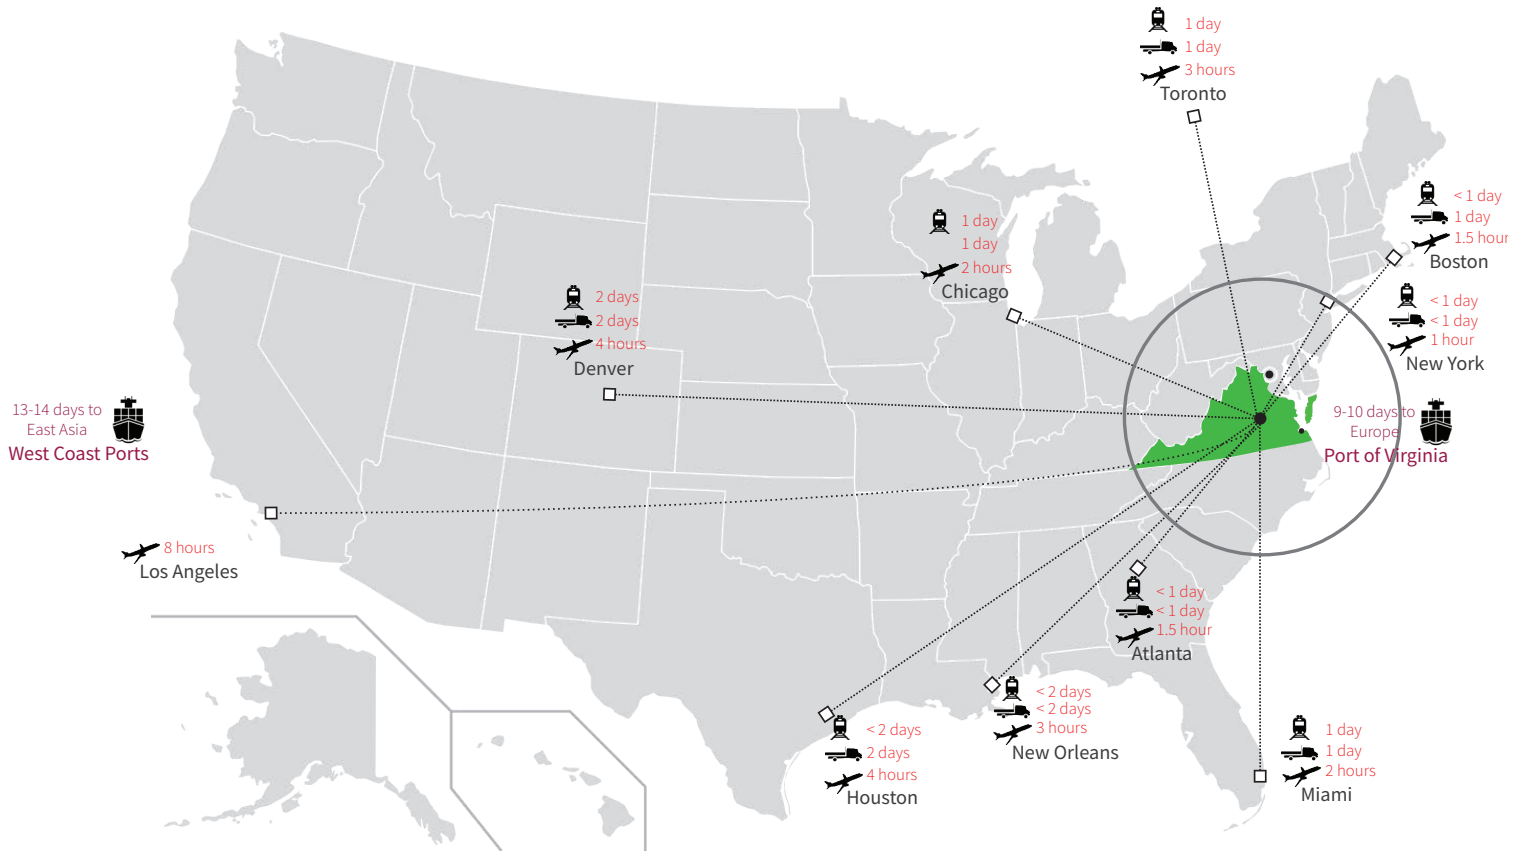 1 day
1 day
3 hours
Toronto
< 1 day
1 day
1.5 hour
Boston
1 day
1 day
2 hours
Chicago
< 1 day
< 1 day
1 hour
New York
2 days
2 days
4 hours
Denver
13-14 days to
East Asia
West Coast Ports
9-10 days to
Europe
Port of Virginia
8 hours
Los Angeles
< 1 day
< 1 day
1.5 hour
Atlanta
< 2 days
< 2 days
3 hours
New Orleans
< 2 days
2 days
4 hours
Houston
1 day
1 day
2 hours
Miami